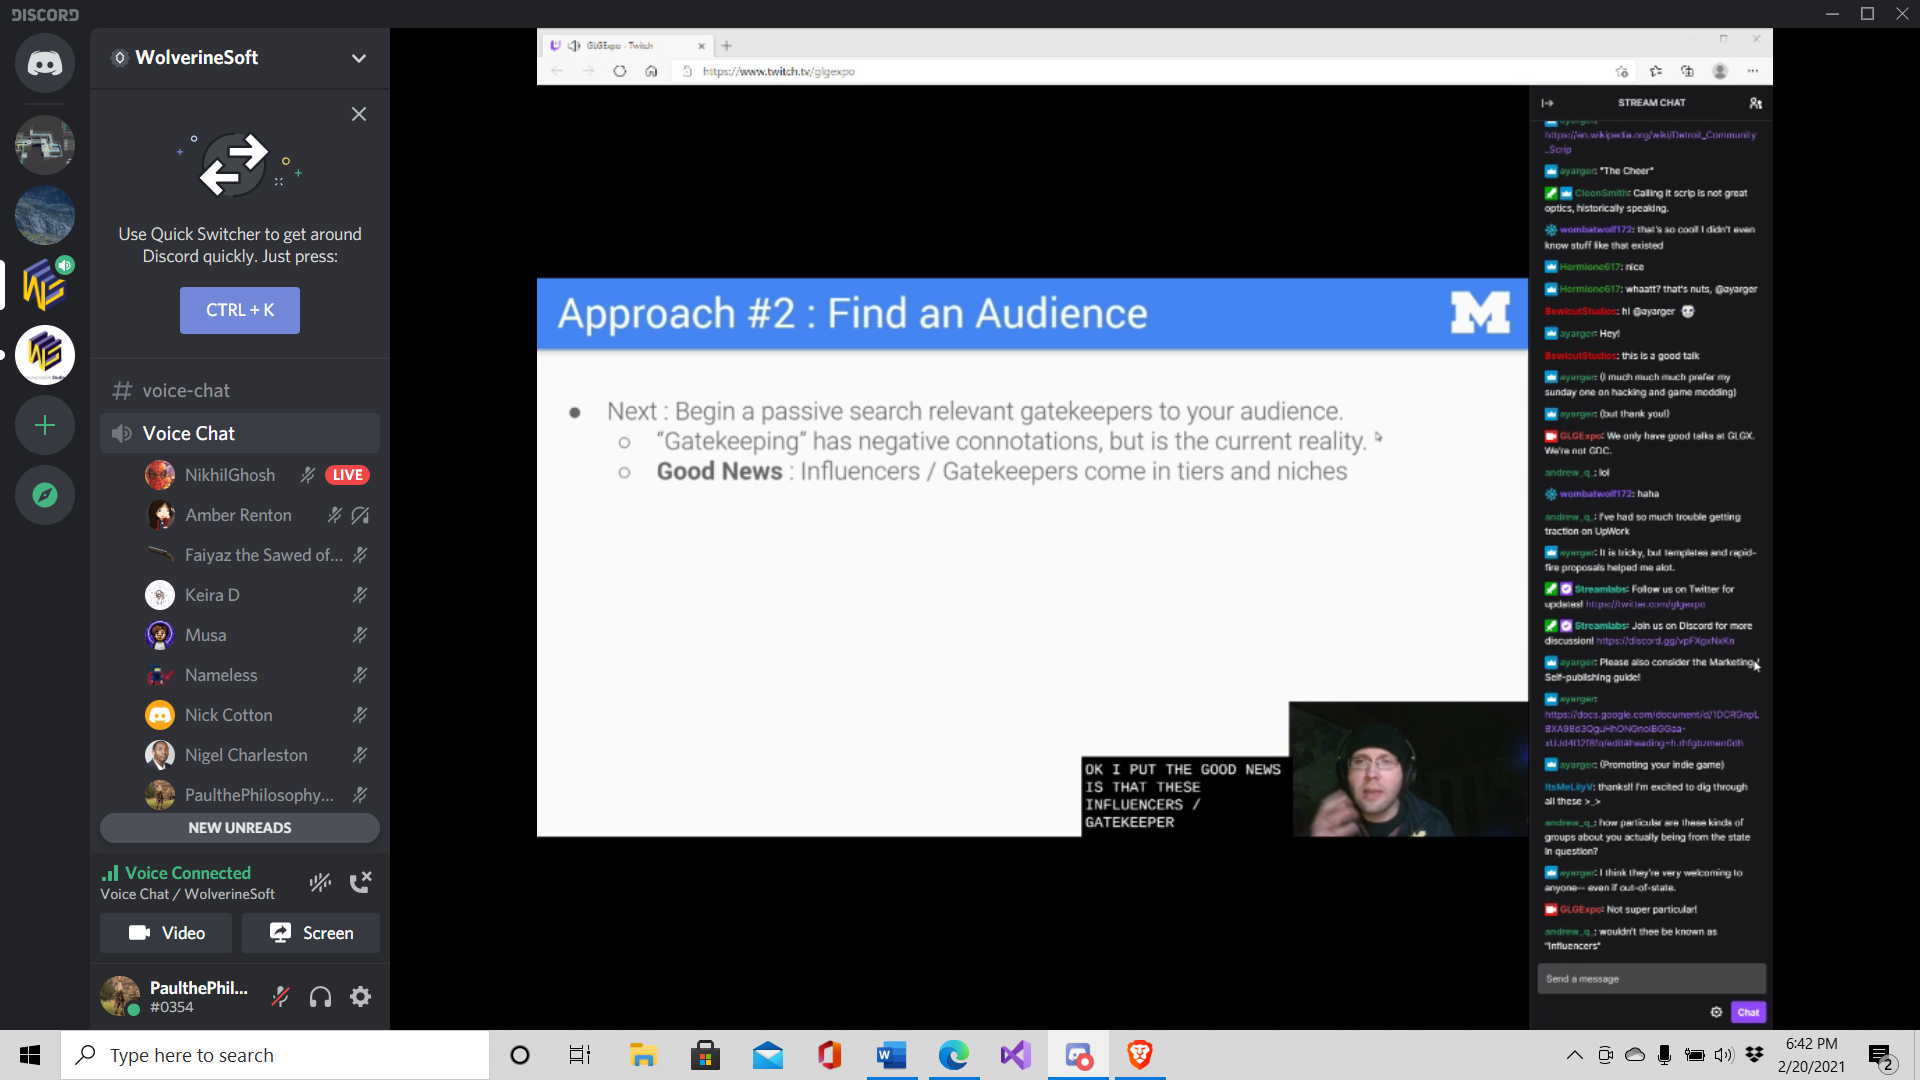 DISCORD
WolverineSoft
Use Quick Switcher to get around
Discord quickly. Just press:
CTRL + K
voice-chat
Voice Chat
NikhilGhosh
LIVE
Amber Renton
Faiyaz the Sawed of...
Keira D
Musa
Nameless
Nick Cotton
Nigel Charleston
PaulthePhilosophy...
NEW UNREADS
Voice Connected
Voice Chat / WolverineSoft
Video
Screen
PaulthePhil...
#0354
GLGExpo - Twitch
https://www.twitch.tv/glgexpo
Approach #2 : Find an Audience
M
Next : Begin a passive search relevant gatekeepers to your audience.
"Gatekeeping" has negative connotations, but is the current reality.
Good News : Influencers / Gatekeepers come in tiers and niches
OK I PUT THE GOOD NEWS
IS THAT THESE
INFLUENCERS /
GATEKEEPER
STREAM CHAT
ayarger:
https://en.wikipedia.org/wiki/Detroit_Community
_Scrip
ayarger: "The Cheer"
CleonSmith: Calling it scrip is not great
optics, historically speaking.
wombatwolf172: that's so cool! I didn't even
know stuff like that existed
Hermione617: nice
Hermione617: whaatt? that's nuts, @ayarger
BowlcutStudios: hi @ayarger
ayarger: Hey!
BowlcutStudios: this is a good talk
ayarger: (I much much much prefer my
sunday one on hacking and game modding)
ayarger: (but thank you!)
GLGExpo: We only have good talks at GLGX.
We're not GDC.
andrew_q_: lol
wombatwolf172: haha
andrew_q_: I've had so much trouble getting
traction on UpWork
ayarger: It is tricky, but templates and rapid-
fire proposals helped me alot.
Streamlabs: Follow us on Twitter for
updates! https://twitter.com/glgexpo
Streamlabs: Join us on Discord for more
discussion! https://discord.gg/vpFXgxNxKn
ayarger: Please also consider the Marketing /
Self-publishing guide!
ayarger:
https://docs.google.com/document/d/1DCRGnpL
ayarger: (Promoting your indie game)
ItsMeLilyV: thanks!! I'm excited to dig through
all these >_>
andrew_q_: how particular are these kinds of
groups about you actually being from the state
in question?
ayarger: I think they're very welcoming to
anyone-- even if out-of-state.
GLGExpo: Not super particular!
andrew_q_: wouldn't thee be known as
"Influencers"
Send a message
Chat
Type here to search
6:42 PM
2/20/2021
2